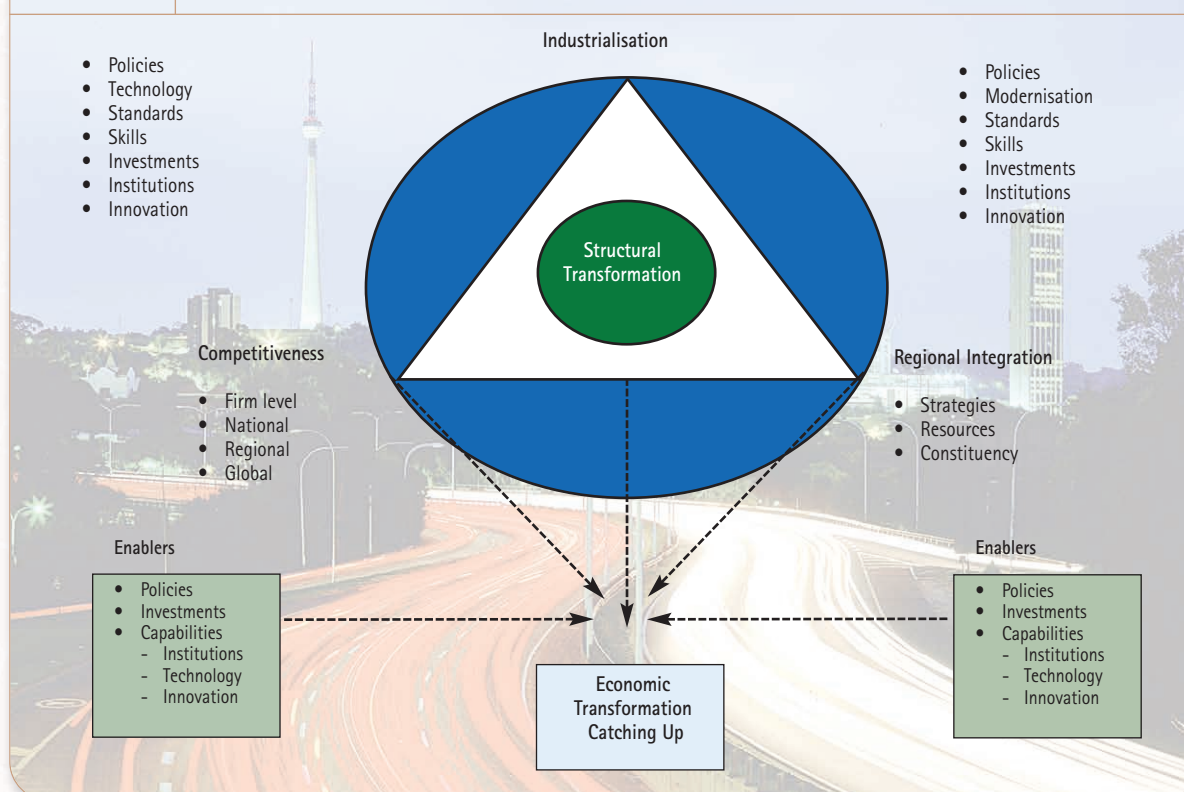 Industrialisation
• Policies
• Technology
• Standards
• Skills
• Investments
• Institutions
• Innovation
• Policies
• Modernisation
• Standards
• Skills
• Investments
• Institutions
• Innovation
Structural
Transformation
Competitiveness
• Firm level
• National
• Regional
• Global
Regional Integration
• Strategies
• Resources
• Constituency
Enablers
• Policies
• Investments
• Capabilities
- Institutions
- Technology
- Innovation
Enablers
• Policies
• Investments
• Capabilities
- Institutions
- Technology
- Innovation
Economic
Transformation
Catching Up